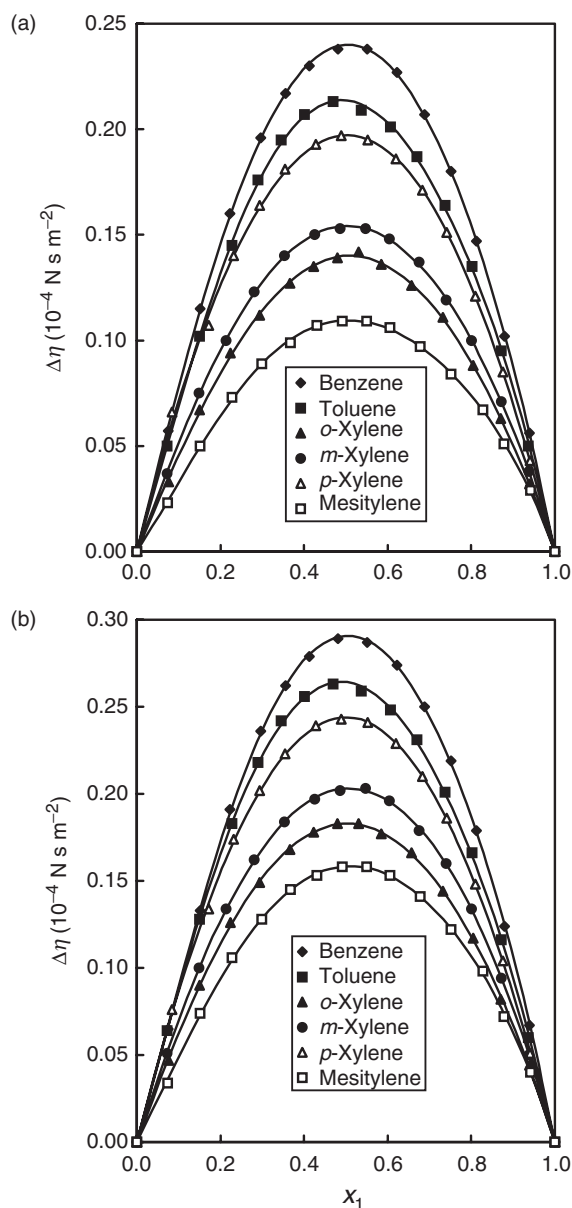 (a)
0.25
0.20
0.15
0.10
0.05
0.00
Δη (10⁻⁴ N s m⁻²)
Benzene
Toluene
o-Xylene
m-Xylene
p-Xylene
Mesitylene
0.0 0.2 0.4 0.6 0.8 1.0
(b)
0.30
0.25
0.20
0.15
0.10
0.05
0.00
Δη (10⁻⁴ N s m⁻²)
Benzene
Toluene
o-Xylene
m-Xylene
p-Xylene
Mesitylene
0.0 0.2 0.4 0.6 0.8 1.0
x₁